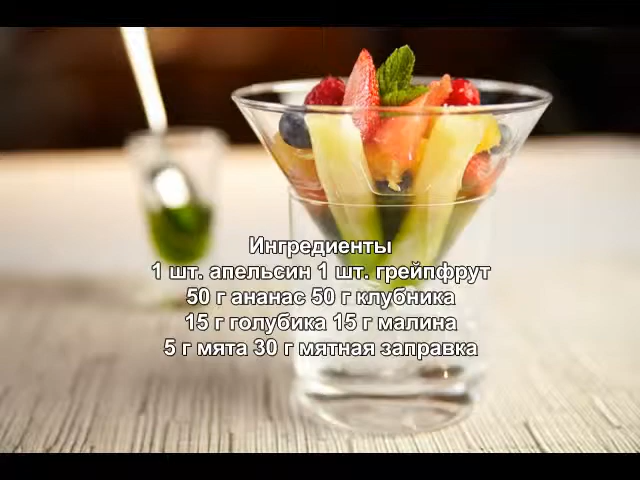 Ингредиенты
1 шт. апельсин 1 шт. грейпфрут
50 г ананас 50 г клубника
15 г голубика 15 г малина
5 г мята 30 г мятная заправка